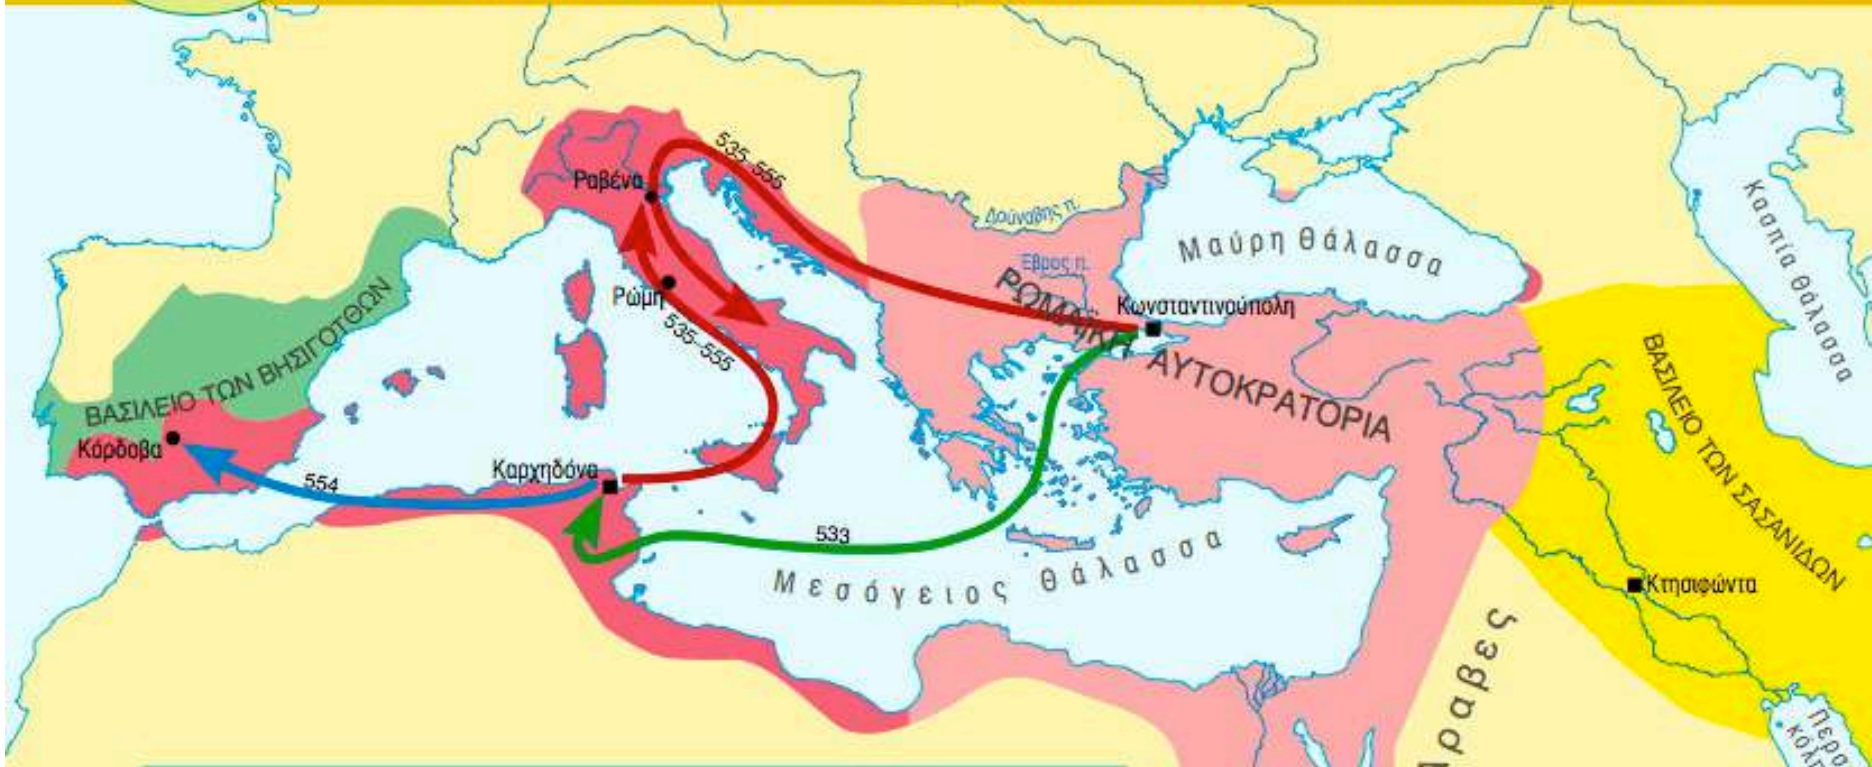 535-555
Ραβένα
Δούναβης π.
Μαύρη Θάλασσα
Κασπία Θάλασσα
Έβρος π.
ΡΩΜΑΪΚΗ ΑΥΤΟΚΡΑΤΟΡΙΑ
Κωνσταντινούπολη
Ρώμη
535-555
ΒΑΣΙΛΕΙΟ ΤΩΝ ΒΗΣΙΓΟΤΘΩΝ
ΒΑΣΙΛΕΙΟ ΤΩΝ ΣΑΣΑΝΙΔΩΝ
Κόρδοβα
Καρχηδόνα
554
533
Μεσόγειος Θάλασσα
Κτησιφώντα